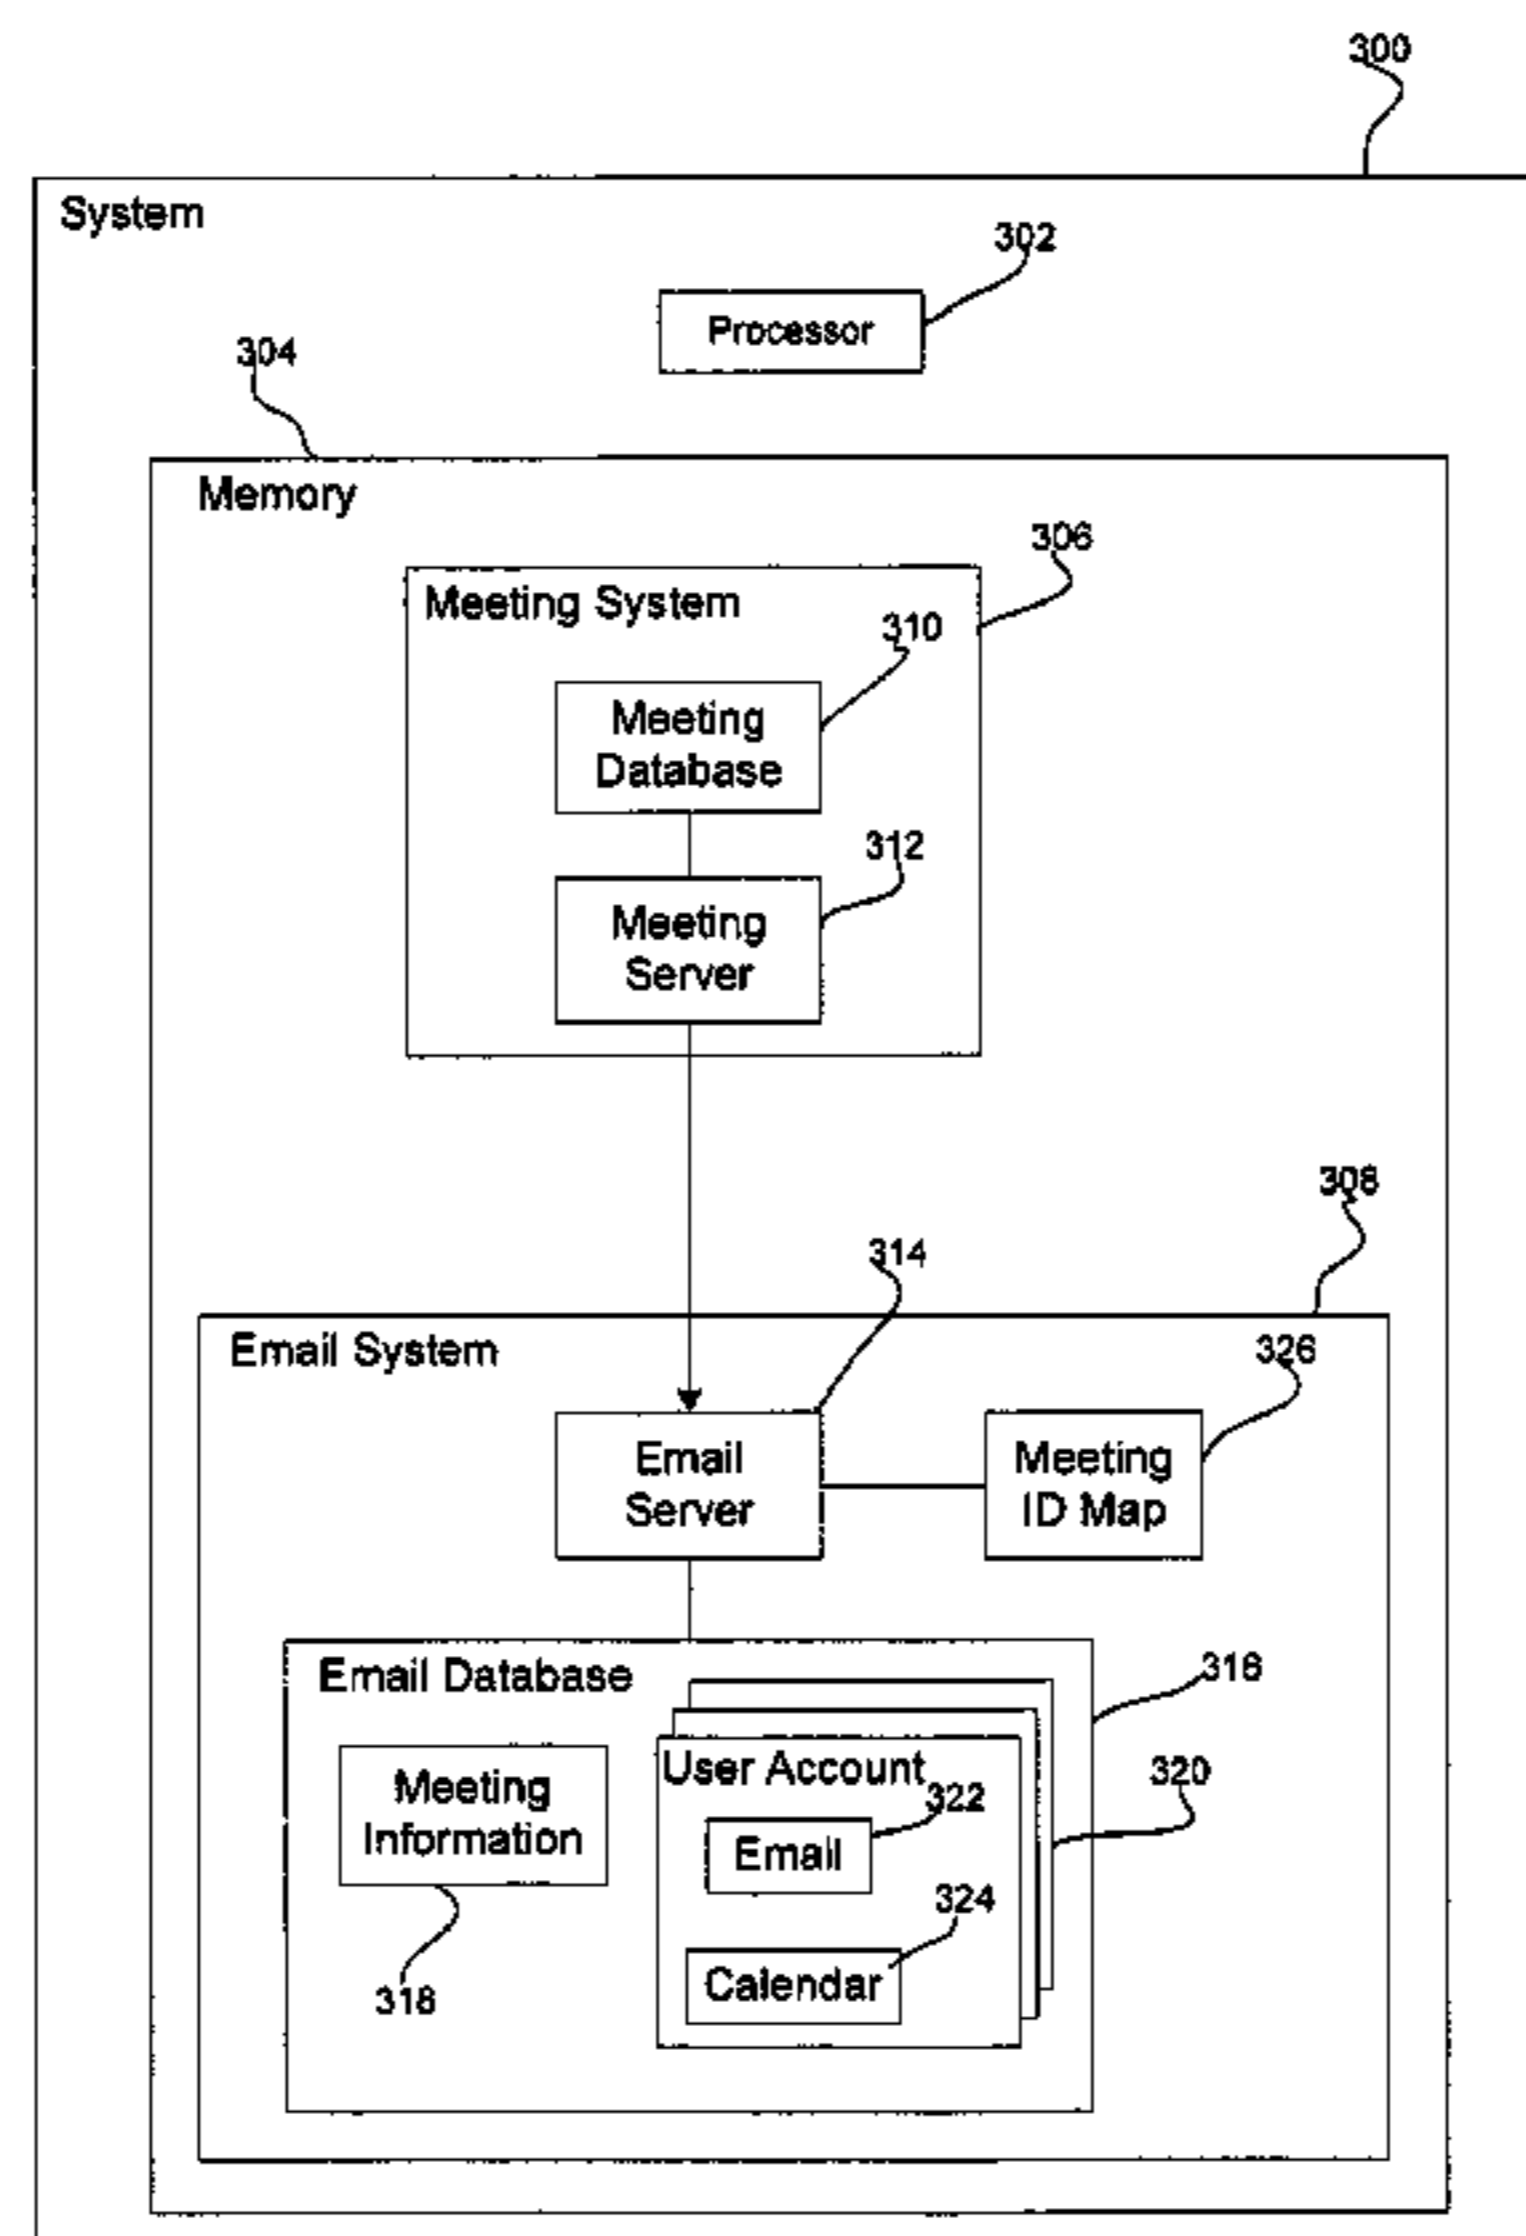 300
System
302
Processor
304
Memory
306
Meeting System
310
Meeting
Database
312
Meeting
Server
308
314
Email System
326
Email
Server
Meeting
ID Map
Email Database
316
User Account
320
Meeting
Information
322
Email
324
Calendar
318